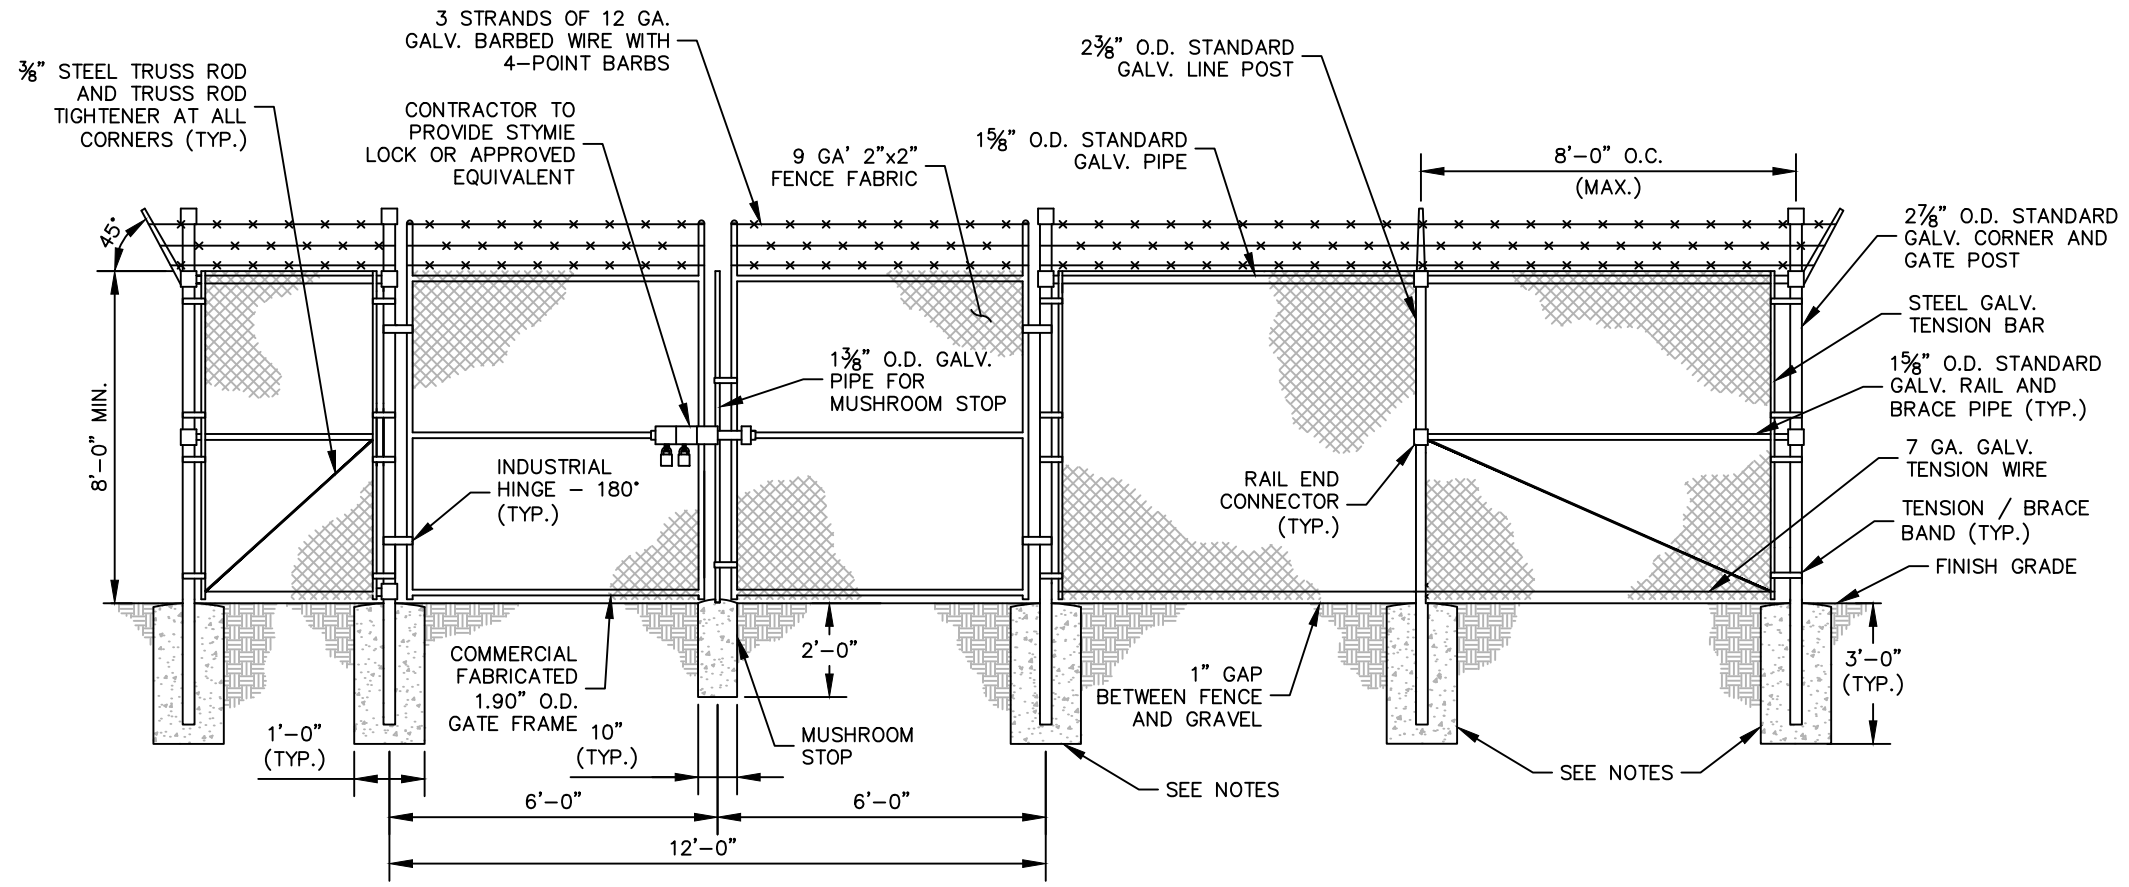 3 STRANDS OF 12 GA.
GALV. BARBED WIRE WITH
4-POINT BARBS
⅜" STEEL TRUSS ROD
AND TRUSS ROD
TIGHTENER AT ALL
CORNERS (TYP.)
CONTRACTOR TO
PROVIDE STYMIE
LOCK OR APPROVED
EQUIVALENT
9 GA' 2"x2"
FENCE FABRIC
2⅜" O.D. STANDARD
GALV. LINE POST
1⅝" O.D. STANDARD
GALV. PIPE
8'-0" O.C.
(MAX.)
2⅞" O.D. STANDARD
GALV. CORNER AND
GATE POST
45°
8'-0" MIN.
STEEL GALV.
TENSION BAR
1⅜" O.D. GALV.
PIPE FOR
MUSHROOM STOP
1⅝" O.D. STANDARD
GALV. RAIL AND
BRACE PIPE (TYP.)
INDUSTRIAL
HINGE - 180°
(TYP.)
RAIL END
CONNECTOR
(TYP.)
7 GA. GALV.
TENSION WIRE
TENSION / BRACE
BAND (TYP.)
FINISH GRADE
COMMERCIAL
FABRICATED
1.90" O.D.
GATE FRAME
2'-0"
1" GAP
BETWEEN FENCE
AND GRAVEL
3'-0"
(TYP.)
1'-0"
(TYP.)
10"
(TYP.)
MUSHROOM
STOP
SEE NOTES
SEE NOTES
6'-0"
6'-0"
12'-0"